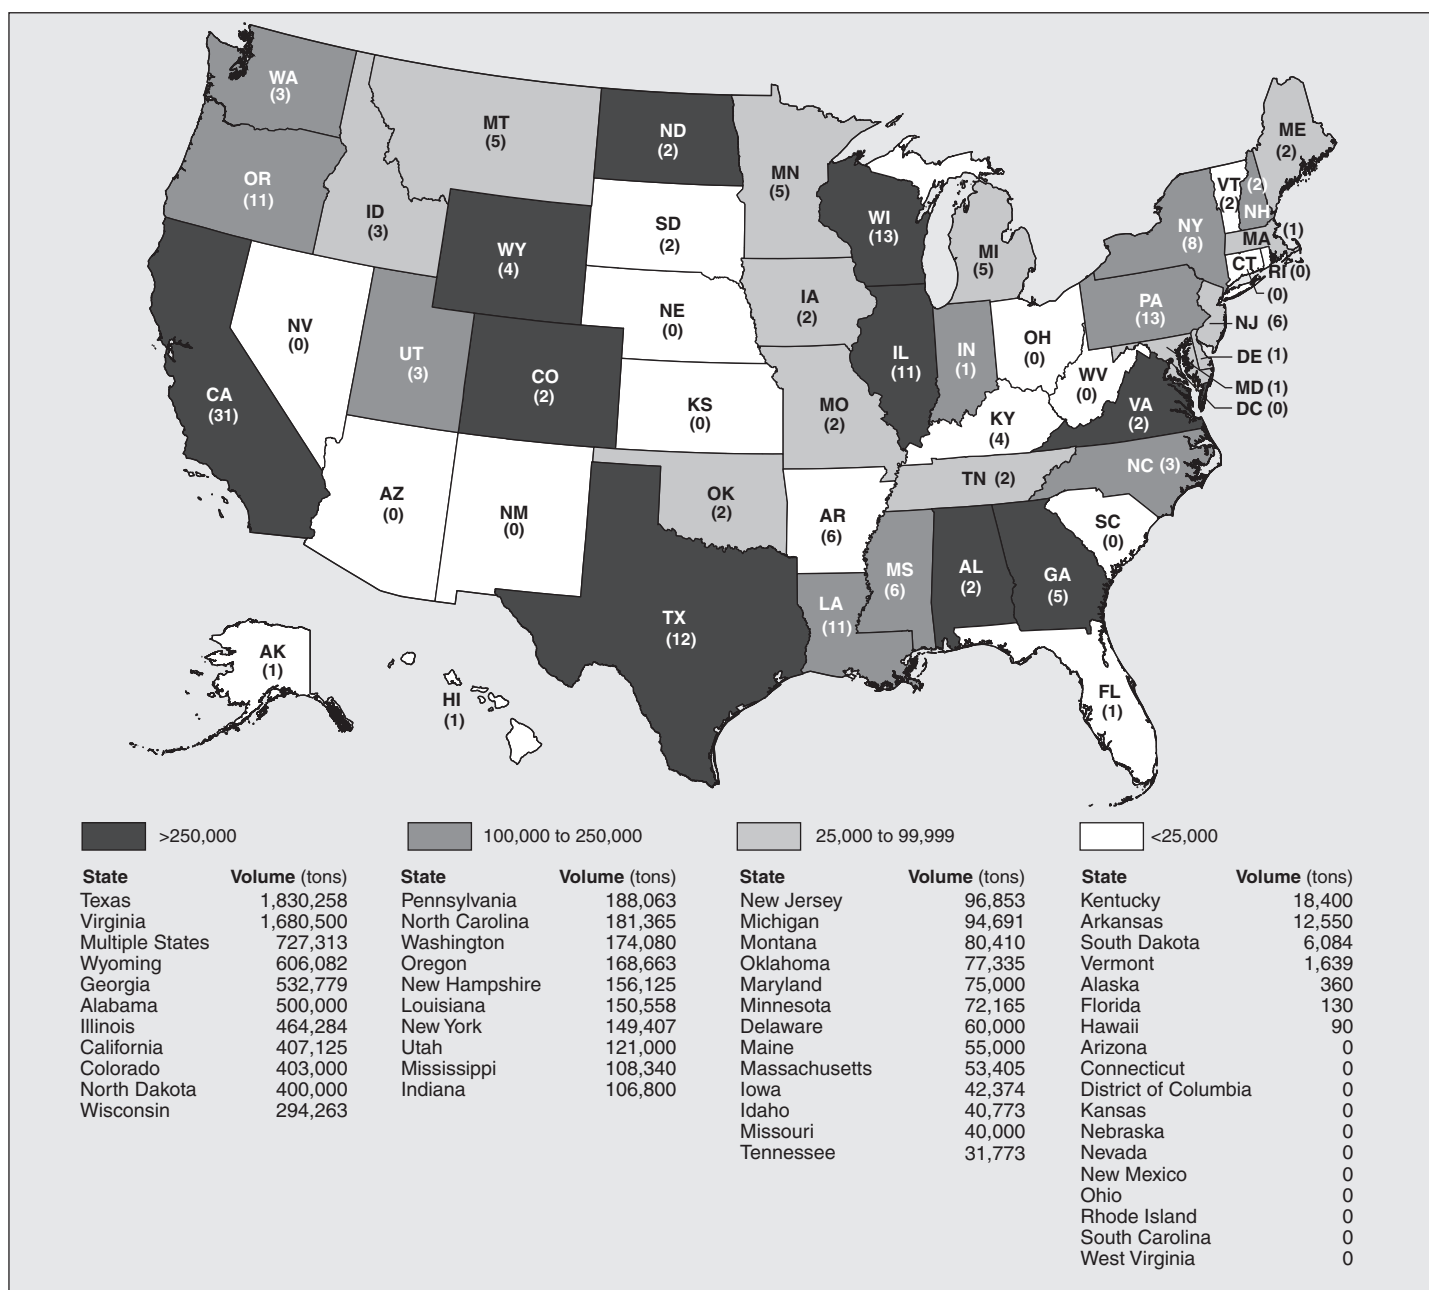 WA
(3)
MT
(5)
ND
(2)
MN
(5)
ME
(2)
OR
(11)
ID
(3)
WY
(4)
SD
(2)
WI
(13)
MI
(5)
NY
(8)
VT
(2)
(2)
NH
(1)
MA
CT
RI (0)
(0)
NV
(0)
UT
(3)
CO
(2)
NE
(0)
IA
(2)
IL
(11)
IN
(1)
OH
(0)
PA
(13)
NJ (6)
DE (1)
MD (1)
DC (0)
CA
(31)
KS
(0)
MO
(2)
KY
(4)
WV
(0)
VA
(2)
AZ
(0)
NM
(0)
OK
(2)
AR
(6)
TN (2)
NC (3)
SC
(0)
TX
(12)
LA
(11)
MS
(6)
AL
(2)
GA
(5)
FL
(1)
AK
(1)
HI
(1)
>250,000
State Volume (tons)
Texas 1,830,258
Virginia 1,680,500
Multiple States 727,313
Wyoming 606,082
Georgia 532,779
Alabama 500,000
Illinois 464,284
California 407,125
Colorado 403,000
North Dakota 400,000
Wisconsin 294,263
100,000 to 250,000
State Volume (tons)
Pennsylvania 188,063
North Carolina 181,365
Washington 174,080
Oregon 168,663
New Hampshire 156,125
Louisiana 150,558
New York 149,407
Utah 121,000
Mississippi 108,340
Indiana 106,800
25,000 to 99,999
State Volume (tons)
New Jersey 96,853
Michigan 94,691
Montana 80,410
Oklahoma 77,335
Maryland 75,000
Minnesota 72,165
Delaware 60,000
Maine 55,000
Massachusetts 53,405
Iowa 42,374
Idaho 40,773
Missouri 40,000
Tennessee 31,773
<25,000
State Volume (tons)
Kentucky 18,400
Arkansas 12,550
South Dakota 6,084
Vermont 1,639
Alaska 360
Florida 130
Hawaii 90
Arizona 0
Connecticut 0
District of Columbia 0
Kansas 0
Nebraska 0
Nevada 0
New Mexico 0
Ohio 0
Rhode Island 0
South Carolina 0
West Virginia 0